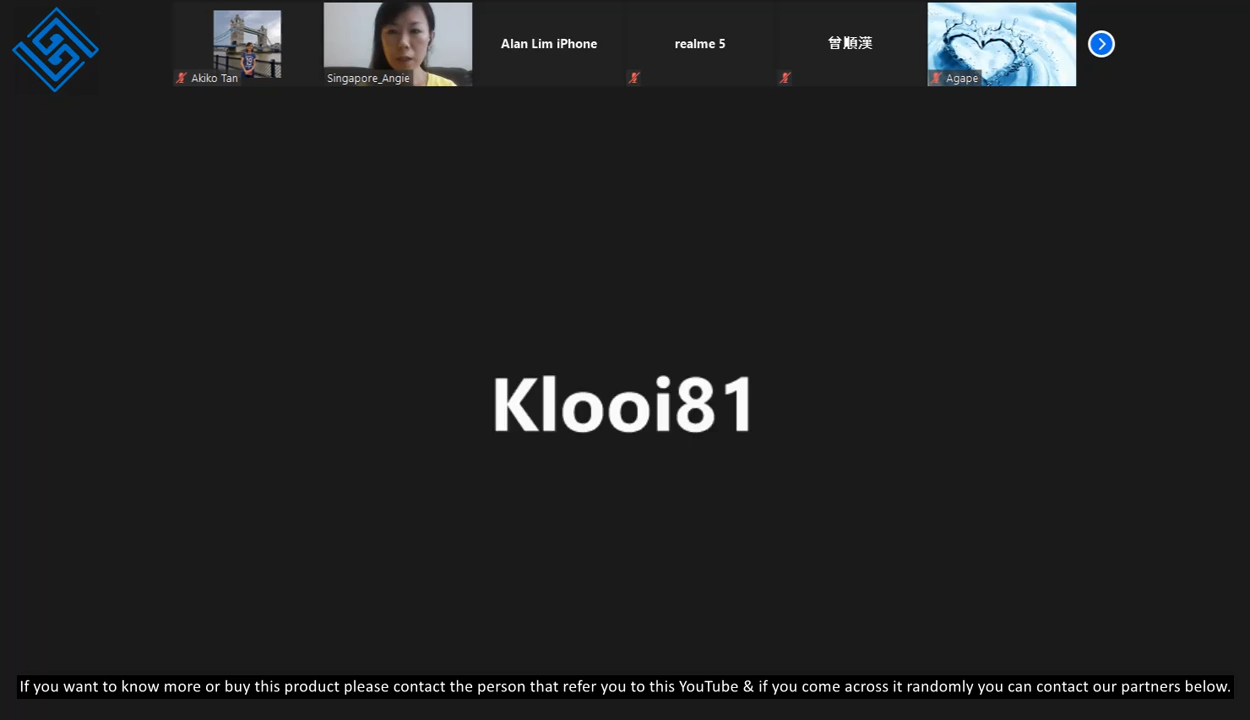 Akiko Tan
Singapore_Angie
Alan Lim iPhone
realme 5
曾順漢
Agape
Klooi81
If you want to know more or buy this product please contact the person that refer you to this YouTube & if you come across it randomly you can contact our partners below.